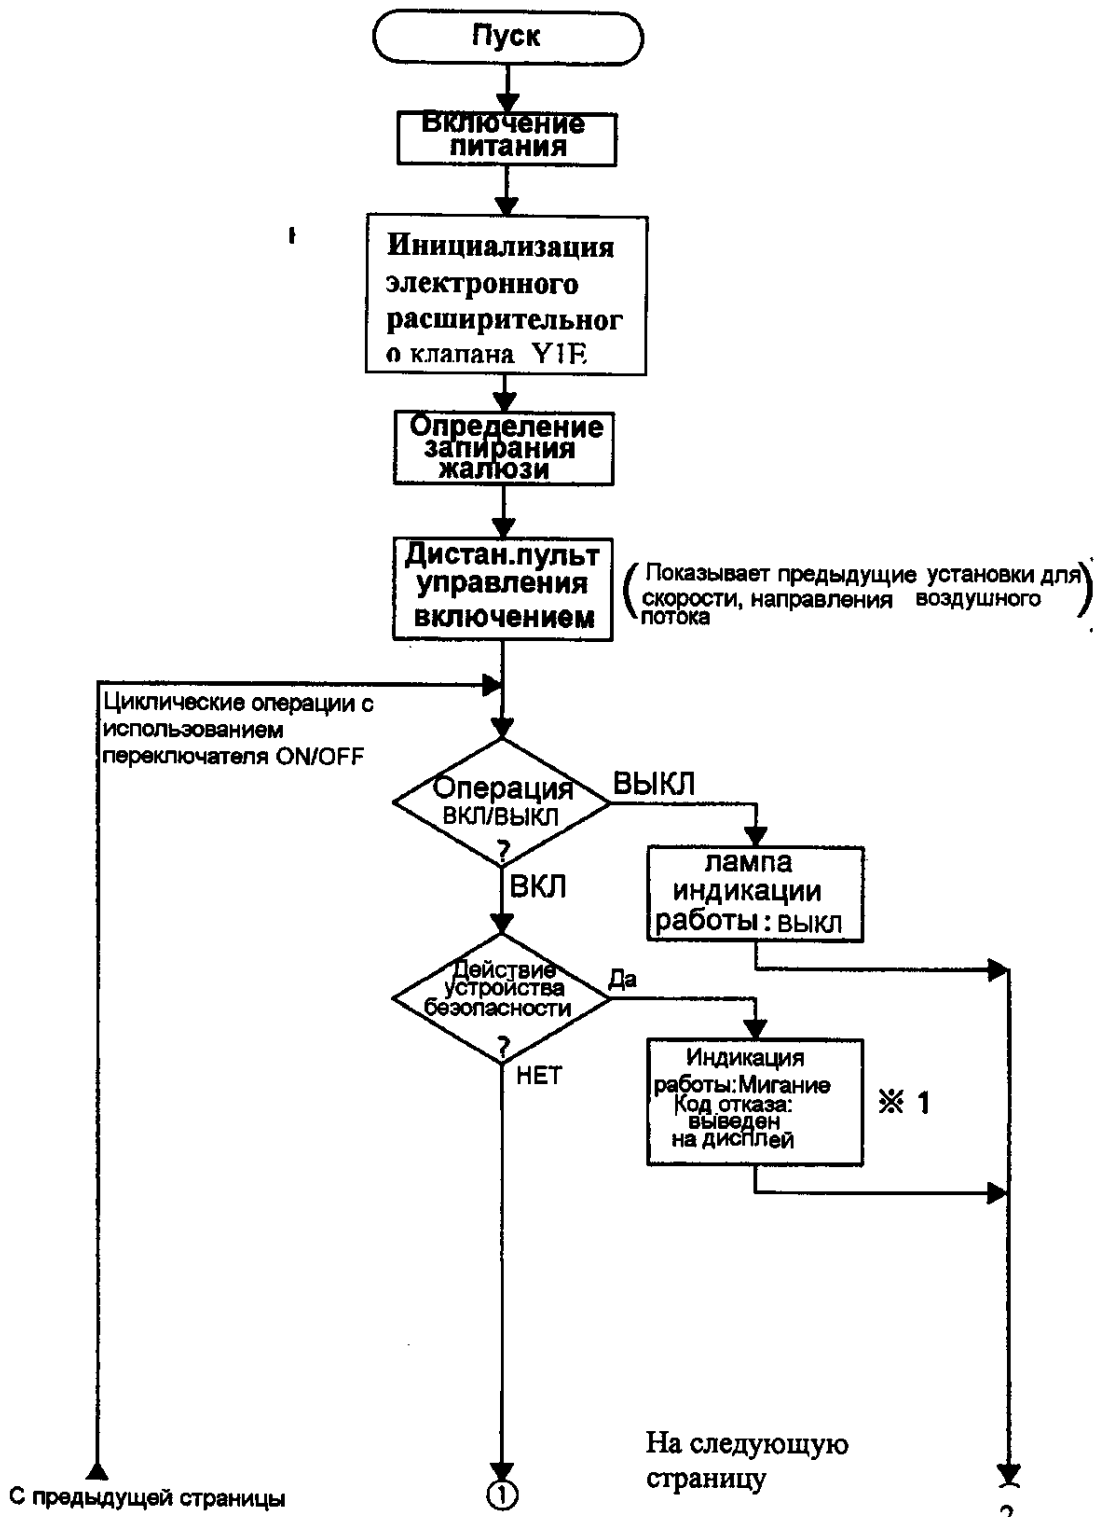 Пуск
Включение
питания
Инициализация
электронного
расширительног
о клапана Y1E
Определение
запирания
жалюзи
Дистан.пульт
управления
включением
(Показывает предыдущие установки для
скорости, направления воздушного
потока)
Циклические операции с
использованием
переключателя ON/OFF
Операция
ВКЛ/ВЫКЛ
?
ВЫКЛ
ВКЛ
лампа
индикации
работы: ВЫКЛ
Действие
устройства
безопасности
?
Да
НЕТ
Индикация
работы:Мигание
Код отказа:
выведен
на дисплей
※ 1
На следующую
страницу
С предыдущей страницы
1